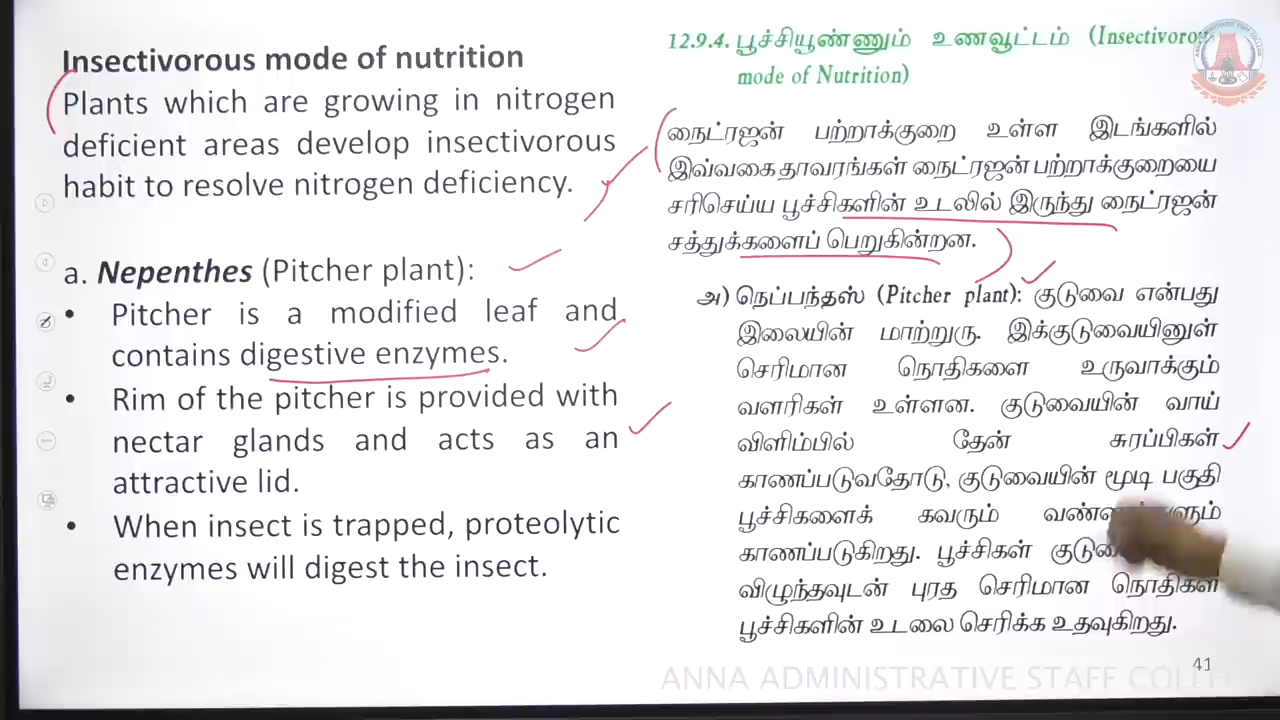 Insectivorous mode of nutrition
Plants which are growing in nitrogen
deficient areas develop insectivorous
habit to resolve nitrogen deficiency.
a. Nepenthes (Pitcher plant):
• Pitcher is a modified leaf and
contains digestive enzymes.
• Rim of the pitcher is provided with
nectar glands and acts as an
attractive lid.
• When insect is trapped, proteolytic
enzymes will digest the insect.
12.9.4. பூச்சியூண்ணும் உணவூட்டம்
mode of Nutrition)
நைட்ரஜன் பற்றாக்குறை உள்ள இடங்களில்
இவ்வகை தாவரங்கள் நைட்ரஜன் பற்றாக்குறையை
சரிசெய்ய பூச்சிகளின் உடலில் இருந்து நைட்ரஜன்
சத்துக்களைப் பெறுகின்றன.
அ) நெப்பந்தஸ் (Pitcher plant): குடுவை என்பது
இலையின் மாற்றுரு. இக்குடுவையினுள்
செரிமான நொதிகளை உருவாக்கும்
வளரிகள் உள்ளன. குடுவையின் வாய்
விளிம்பில் தேன் சுரப்பிகள்
காணப்படுவதோடு, குடுவையின் மூடி பகுதி
பூச்சிகளைக் கவரும்
காணப்படுகிறது. பூச்சிகள்
விழுந்தவுடன் புரத செரிமான நொதிகள்
பூச்சிகளின் உடலை செரிக்க உதவுகிறது.
41
ANNA ADMINISTRATIVE STAFF